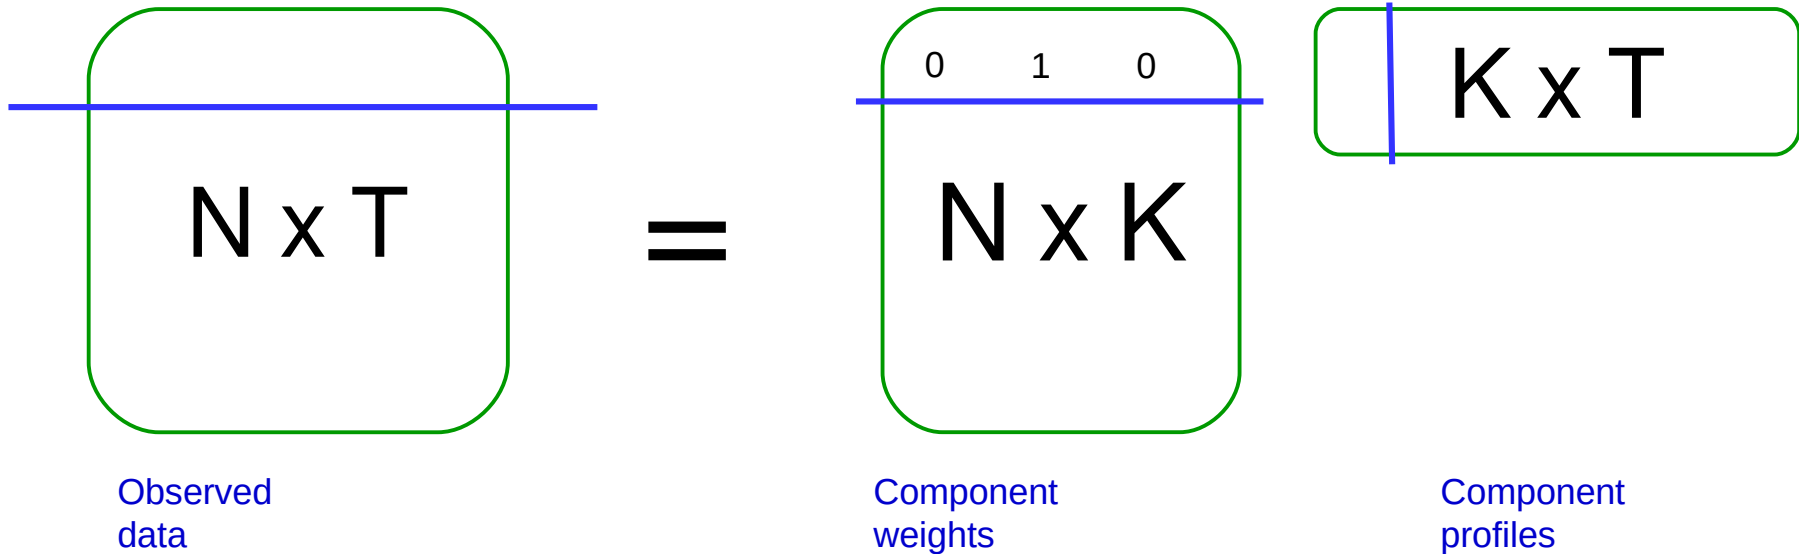 0 1 0
K x T
N x T
=
N x K
Observed
data
Component
weights
Component
profiles